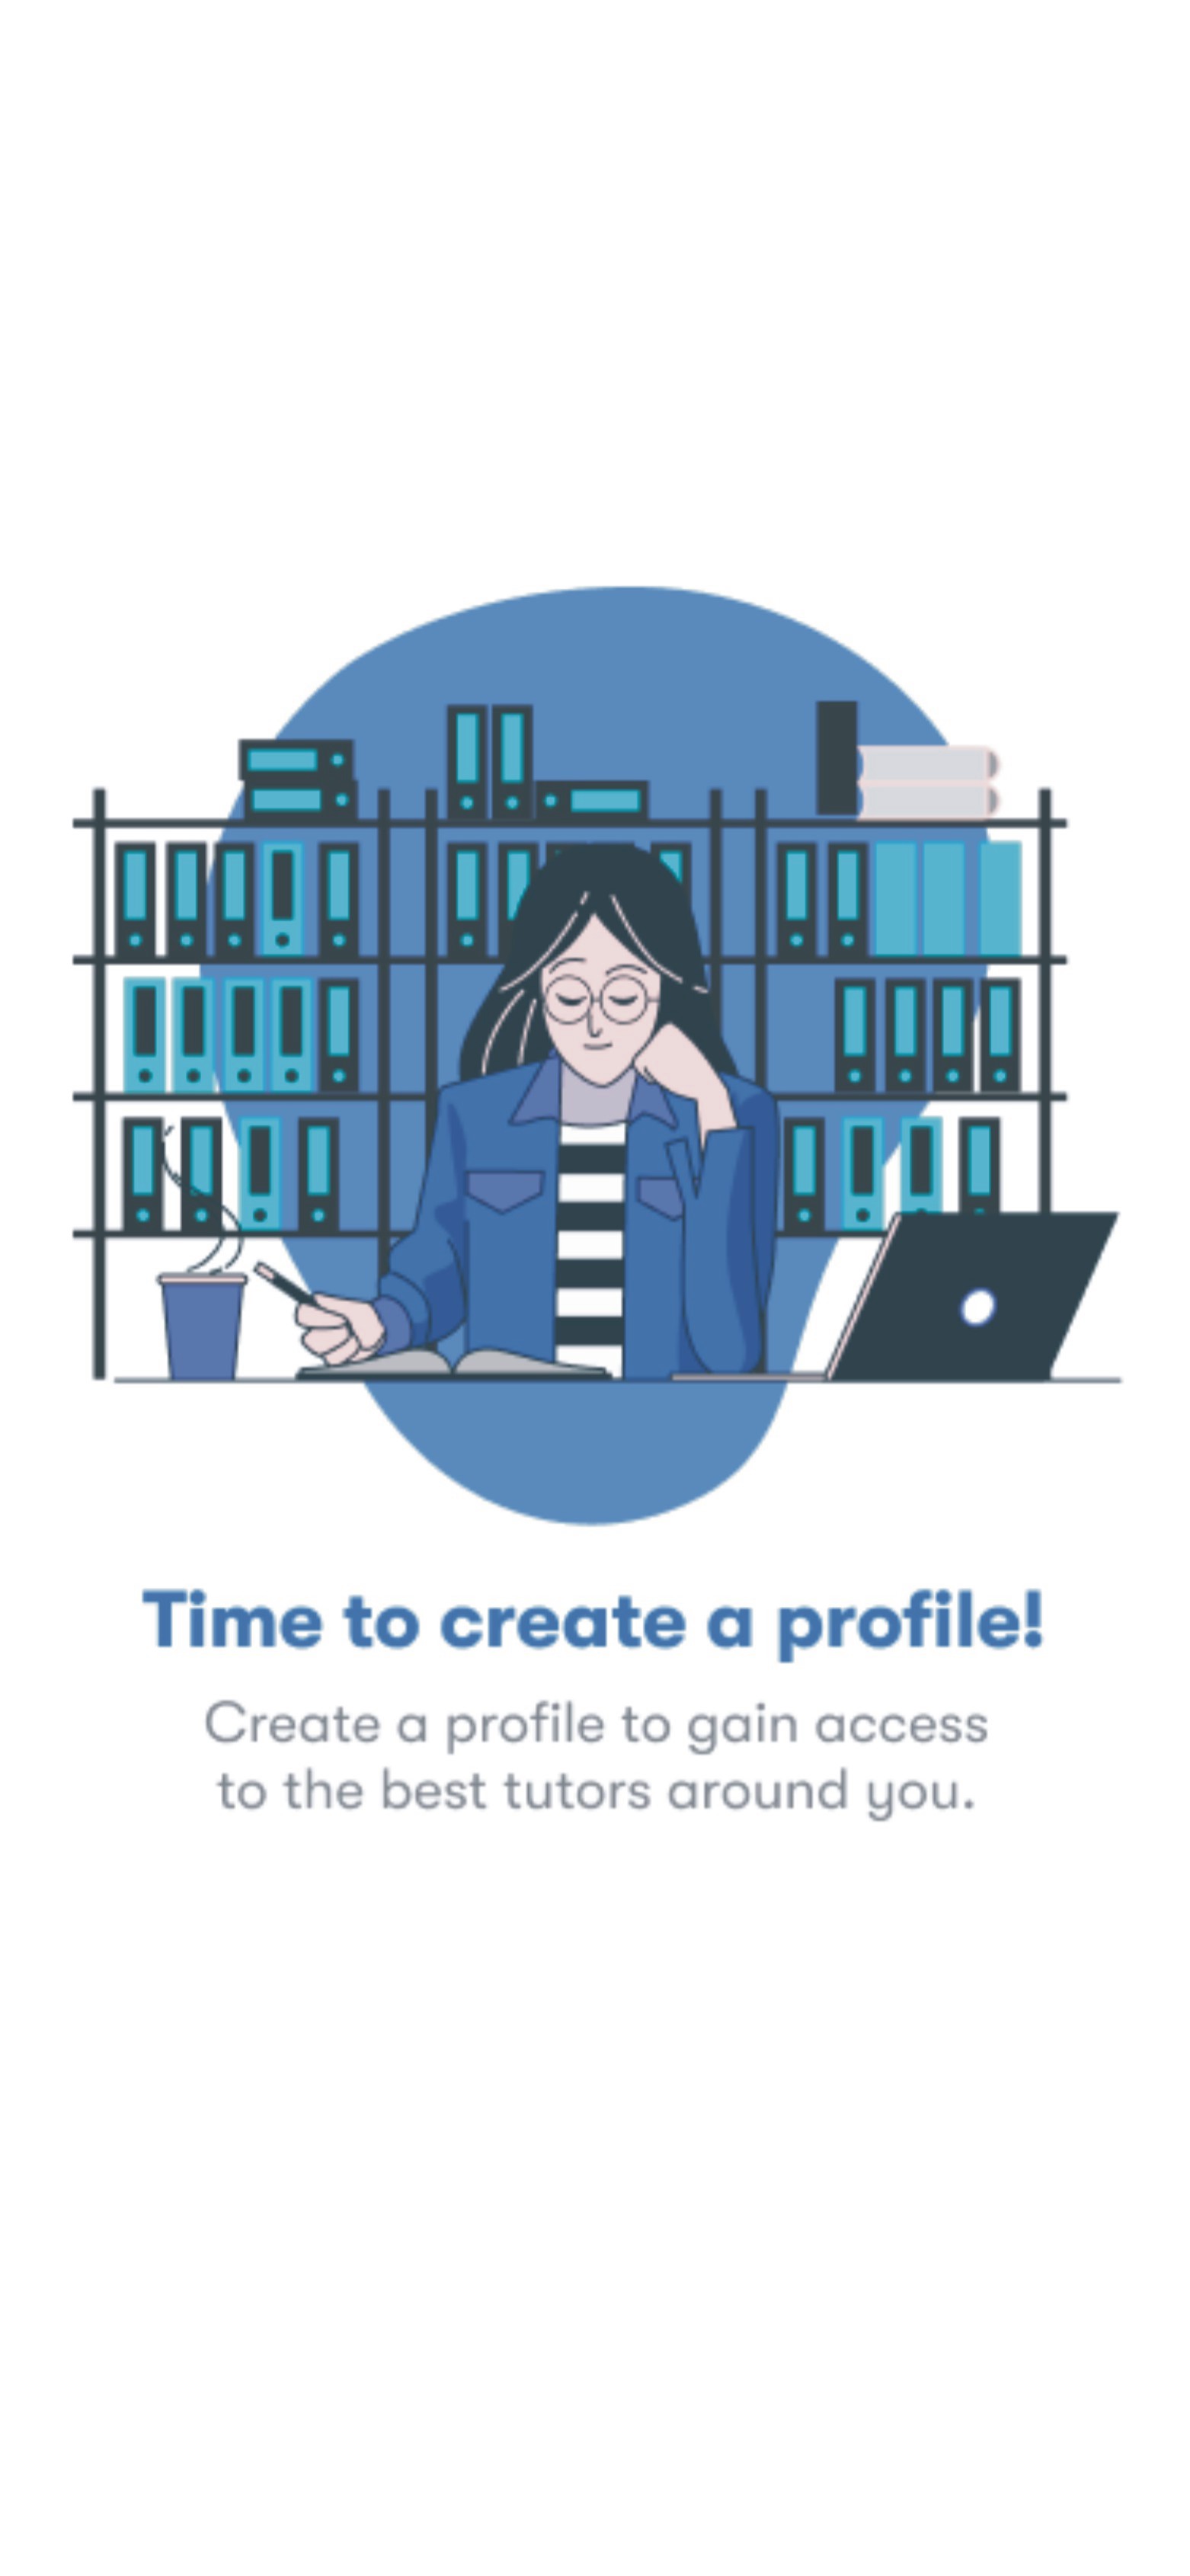 Time to create a profile!
Create a profile to gain access
to the best tutors around you.